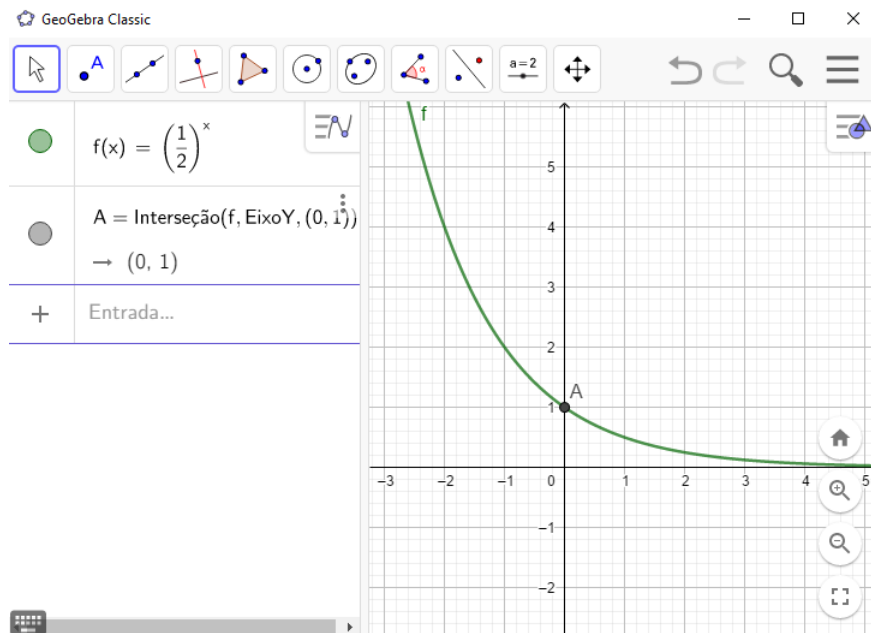 GeoGebra Classic
A
α
a=2
f(x) = (1/2)^x
A = Interseção(f, EixoY, (0, 1))
→ (0, 1)
+ Entrada...
f
5
4
3
2
1
A
−3 −2 −1 0 1 2 3 4 5
−1
−2